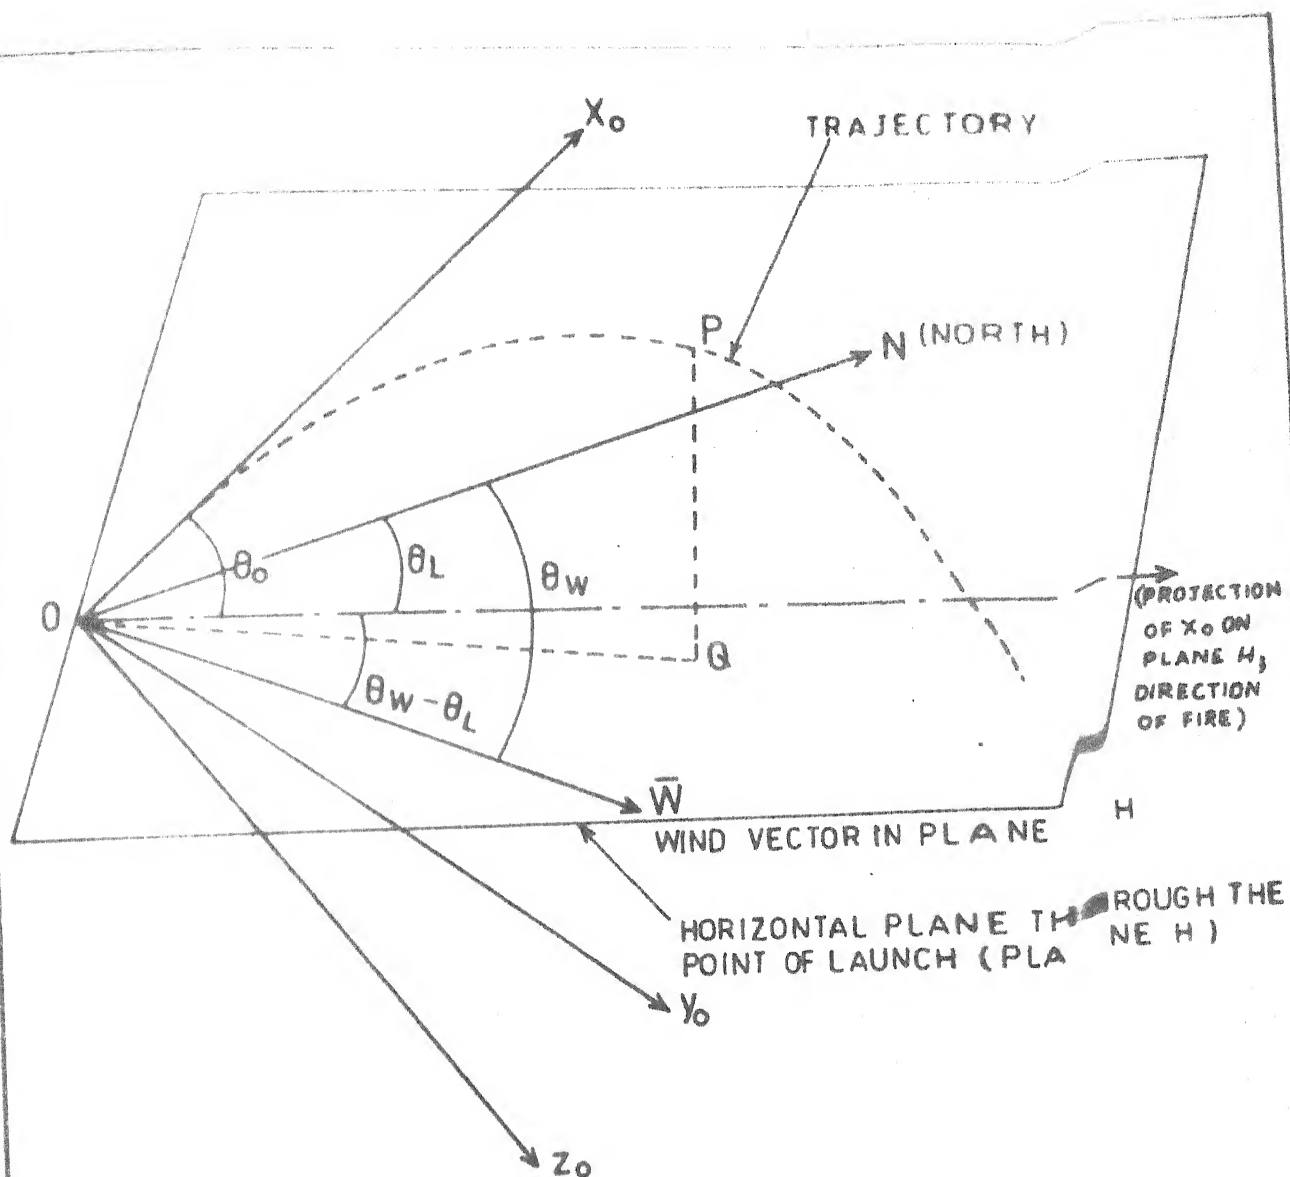 X₀
TRAJECTORY
P
N (NORTH)
θ₀
θL
θW
O
(PROJECTION
OF X₀ ON
PLANE H,
DIRECTION
OF FIRE)
Q
θW - θL
W̄
H
WIND VECTOR IN PLANE
HORIZONTAL PLANE TH ROUGH THE
POINT OF LAUNCH (PLA NE H)
y₀
z₀